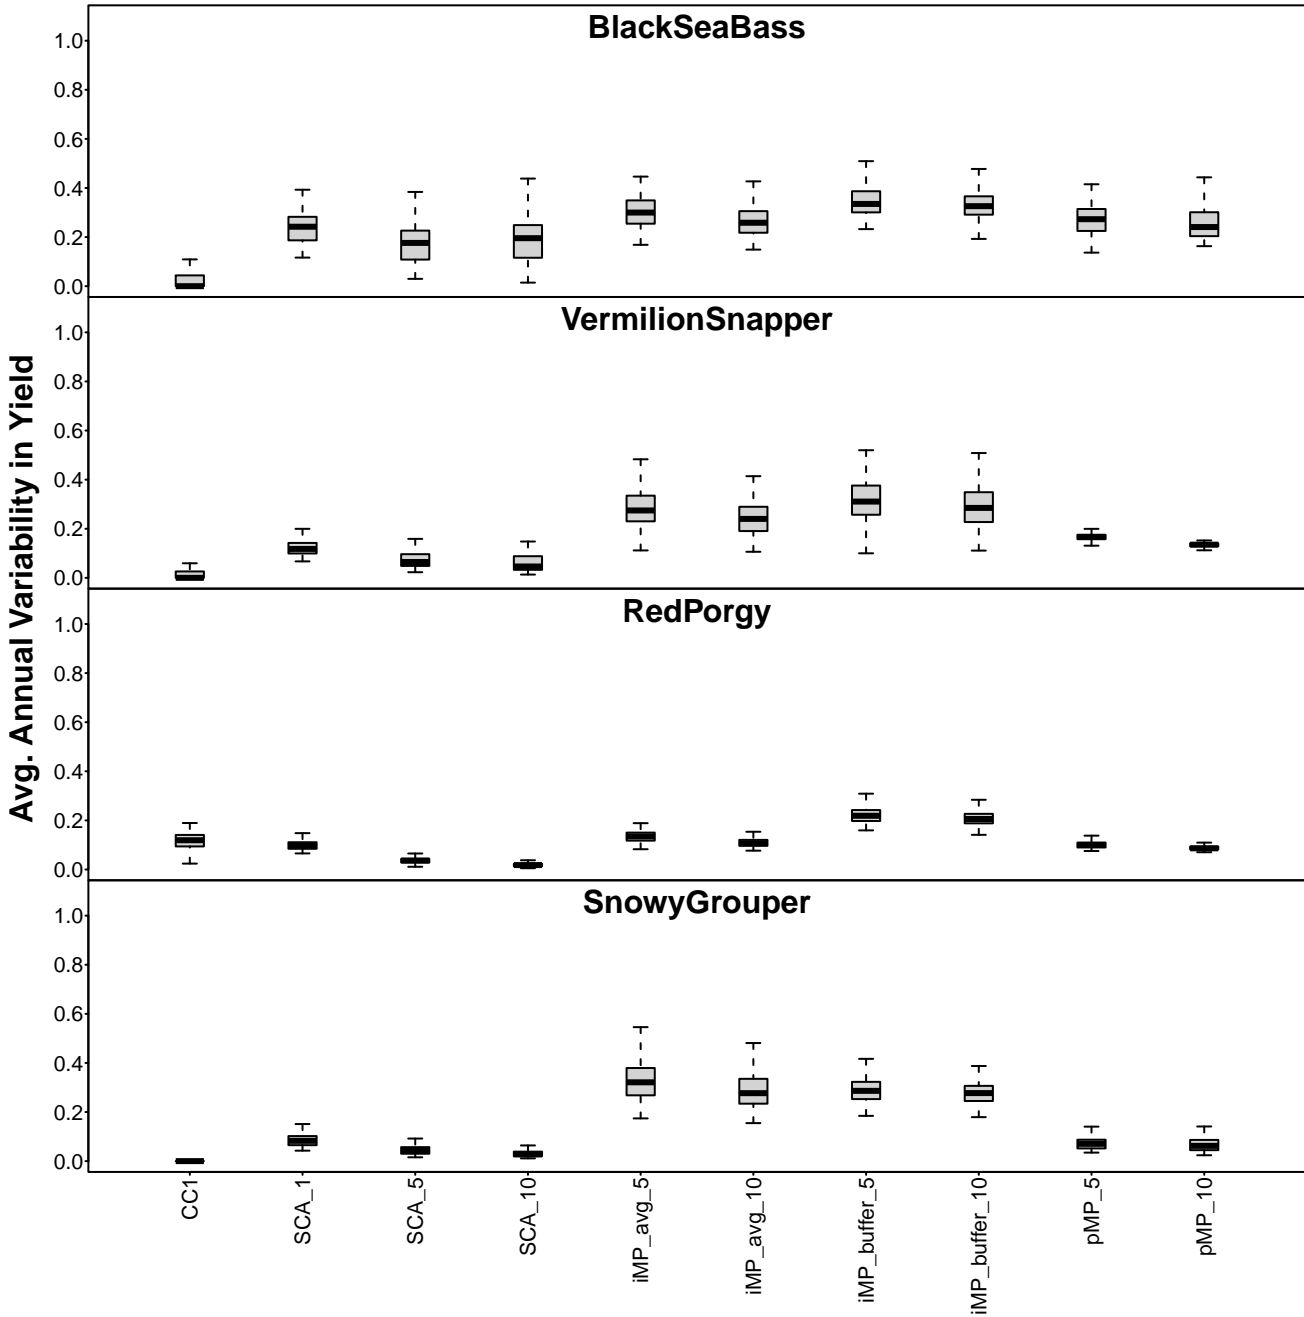 Avg. Annual Variability in Yield
BlackSeaBass
1.0
0.8
0.6
0.4
0.2
0.0
VermilionSnapper
1.0
0.8
0.6
0.4
0.2
0.0
RedPorgy
1.0
0.8
0.6
0.4
0.2
0.0
SnowyGrouper
1.0
0.8
0.6
0.4
0.2
0.0
CC1
SCA_1
SCA_5
SCA_10
iMP_avg_5
iMP_avg_10
iMP_buffer_5
iMP_buffer_10
pMP_5
pMP_10